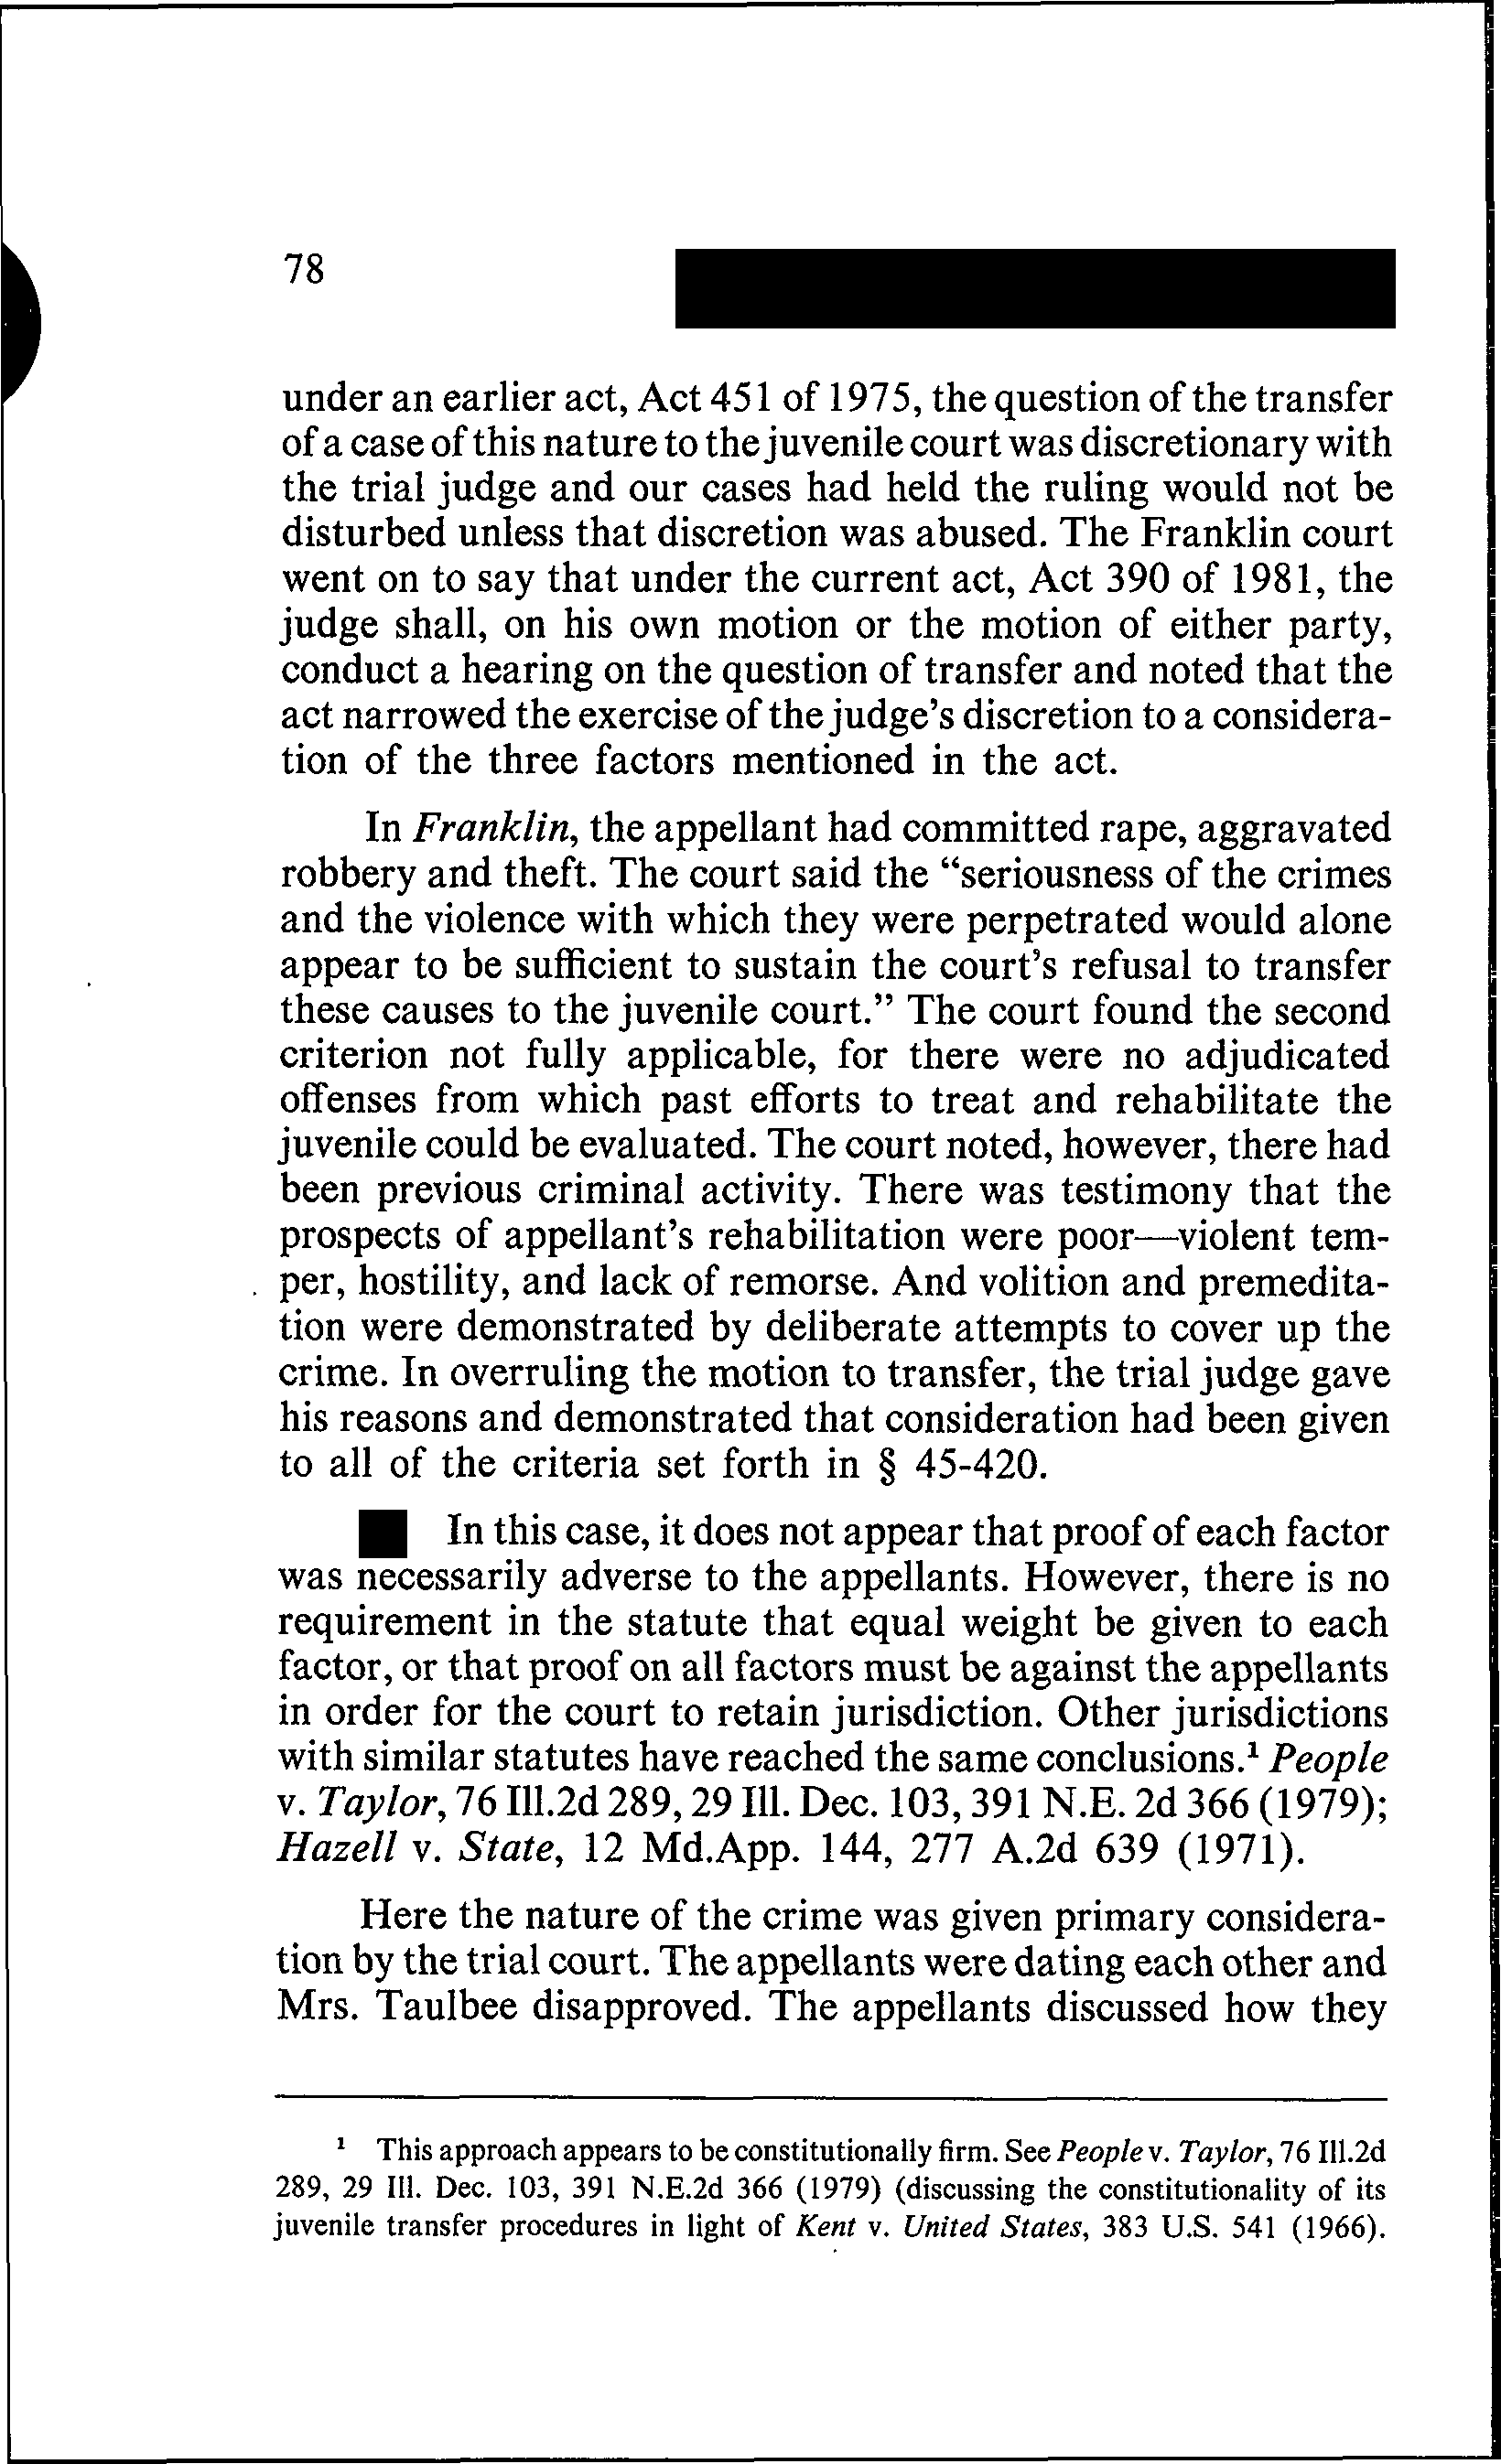 78
under an earlier act, Act 451 of 1975, the question of the transfer
of a case of this nature to the juvenile court was discretionary with
the trial judge and our cases had held the ruling would not be
disturbed unless that discretion was abused. The Franklin court
went on to say that under the current act, Act 390 of 1981, the
judge shall, on his own motion or the motion of either party,
conduct a hearing on the question of transfer and noted that the
act narrowed the exercise of the judge's discretion to a considera-
tion of the three factors mentioned in the act.
In Franklin, the appellant had committed rape, aggravated
robbery and theft. The court said the “seriousness of the crimes
and the violence with which they were perpetrated would alone
appear to be sufficient to sustain the court's refusal to transfer
these causes to the juvenile court.” The court found the second
criterion not fully applicable, for there were no adjudicated
offenses from which past efforts to treat and rehabilitate the
juvenile could be evaluated. The court noted, however, there had
been previous criminal activity. There was testimony that the
prospects of appellant's rehabilitation were poor—violent tem-
per, hostility, and lack of remorse. And volition and premedita-
tion were demonstrated by deliberate attempts to cover up the
crime. In overruling the motion to transfer, the trial judge gave
his reasons and demonstrated that consideration had been given
to all of the criteria set forth in § 45-420.
In this case, it does not appear that proof of each factor
was necessarily adverse to the appellants. However, there is no
requirement in the statute that equal weight be given to each
factor, or that proof on all factors must be against the appellants
in order for the court to retain jurisdiction. Other jurisdictions
with similar statutes have reached the same conclusions.¹ People
v. Taylor, 76 Ill.2d 289, 29 Ill. Dec. 103, 391 N.E. 2d 366 (1979);
Hazell v. State, 12 Md.App. 144, 277 A.2d 639 (1971).
Here the nature of the crime was given primary considera-
tion by the trial court. The appellants were dating each other and
Mrs. Taulbee disapproved. The appellants discussed how they
¹ This approach appears to be constitutionally firm. See People v. Taylor, 76 Ill.2d
289, 29 Ill. Dec. 103, 391 N.E.2d 366 (1979) (discussing the constitutionality of its
juvenile transfer procedures in light of Kent v. United States, 383 U.S. 541 (1966).